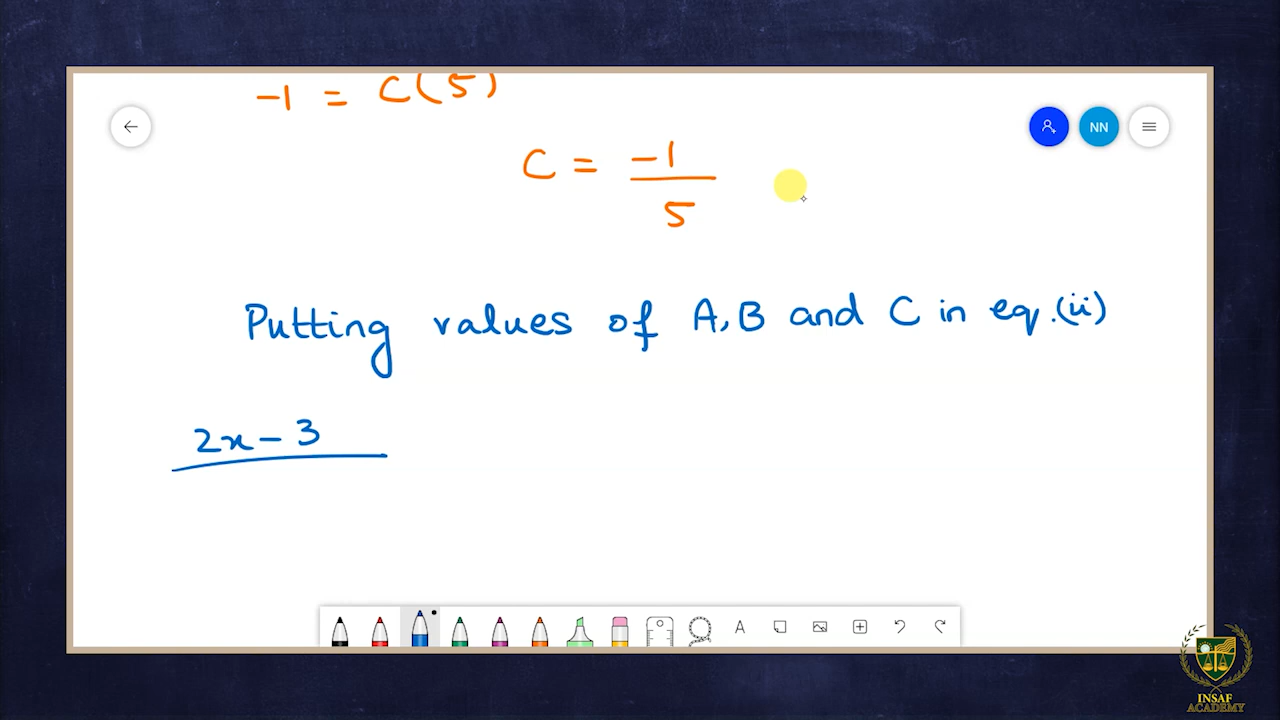 -1 = C(5)
C = -1
5
NN
Putting values of A, B and C in eq.(ii)
2x - 3
A
INSAF
ACADEMY